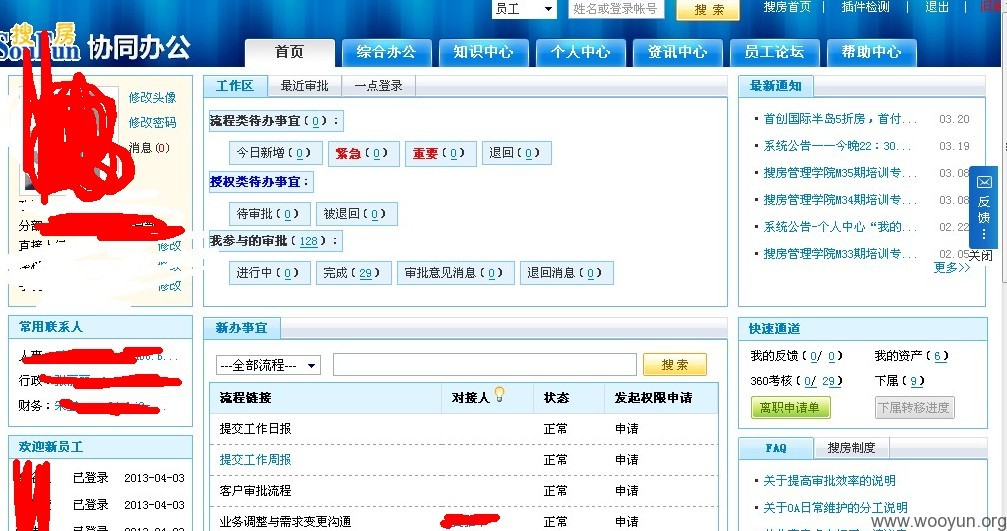 员工 姓名或登录帐号 搜索 搜房首页 | 插件检测 | 退出 |
搜房
SouFun 协同办公
首页 综合办公 知识中心 个人中心 资讯中心 员工论坛 帮助中心
修改头像
修改密码
消息(0)
分部
修改
常用联系人
人事:
行政:
财务:
欢迎新员工
已登录 2013-04-03
已登录 2013-04-03
已登录 2013-04-03
工作区 最近审批 一点登录
流程类待办事宜(0):
今日新增(0) 紧急(0) 重要(0) 退回(0)
授权类待办事宜:
待审批(0) 被退回(0)
我参与的审批(128):
进行中(0) 完成(29) 审批意见消息(0) 退回消息(0)
新办事宜
---全部流程--- 搜索
流程链接 对接人 状态 发起权限申请
提交工作日报 正常 申请
提交工作周报 正常 申请
客户审批流程 正常 申请
业务调整与需求变更沟通 正常 申请
最新通知
首创国际半岛5折房，首付... 03.20
系统公告——今晚22：30... 03.19
搜房管理学院M35期培训专... 03.08
搜房管理学院M34期培训专... 03.08
系统公告-个人中心“我的... 02.22
搜房管理学院M33期培训专... 02.05
更多>>
反馈
关闭
快速通道
我的反馈(0/ 0) 我的资产(6)
360考核(0/ 29) 下属(9)
离职申请单 下属转移进度
FAQ 搜房制度
关于提高审批效率的说明
关于OA日常维护的分工说明
www.wooyun.org